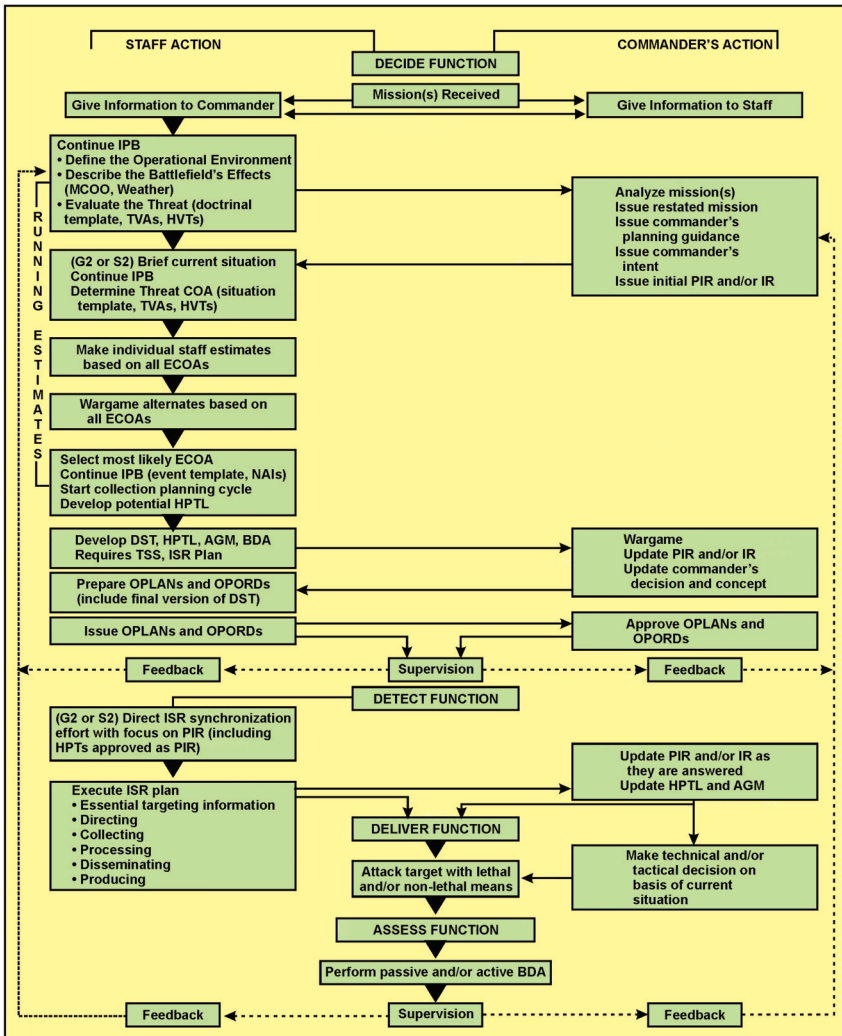 STAFF ACTION
COMMANDER'S ACTION
DECIDE FUNCTION
Mission(s) Received
Give Information to Commander
Give Information to Staff
Continue IPB
• Define the Operational Environment
• Describe the Battlefield's Effects
(MCOO, Weather)
• Evaluate the Threat (doctrinal
template, TVAs, HVTs)
Analyze mission(s)
Issue restated mission
Issue commander's
planning guidance
Issue commander's
intent
Issue initial PIR and/or IR
RUNNING ESTIMATES
(G2 or S2) Brief current situation
Continue IPB
Determine Threat COA (situation
template, TVAs, HVTs)
Make individual staff estimates
based on all ECOAs
Wargame alternates based on
all ECOAs
Select most likely ECOA
Continue IPB (event template, NAIs)
Start collection planning cycle
Develop potential HPTL
Develop DST, HPTL, AGM, BDA
Requires TSS, ISR Plan
Wargame
Update PIR and/or IR
Update commander's
decision and concept
Prepare OPLANs and OPORDs
(include final version of DST)
Issue OPLANs and OPORDs
Approve OPLANs and
OPORDs
Feedback
Supervision
Feedback
DETECT FUNCTION
(G2 or S2) Direct ISR synchronization
effort with focus on PIR (including
HPTs approved as PIR)
Execute ISR plan
• Essential targeting information
• Directing
• Collecting
• Processing
• Disseminating
• Producing
Update PIR and/or IR as
they are answered
Update HPTL and AGM
DELIVER FUNCTION
Attack target with lethal
and/or non-lethal means
Make technical and/or
tactical decision on
basis of current
situation
ASSESS FUNCTION
Perform passive and/or active BDA
Feedback
Supervision
Feedback